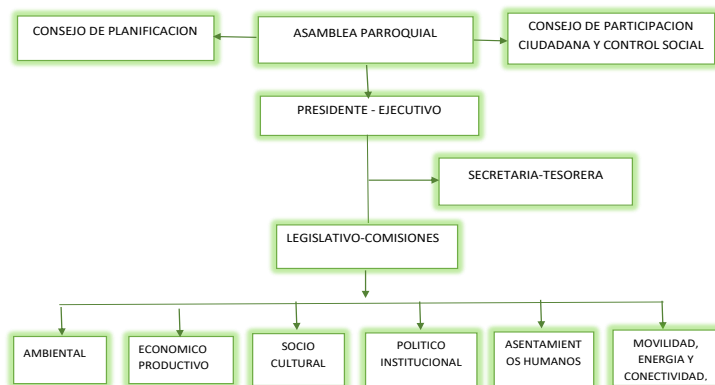 CONSEJO DE PLANIFICACION
ASAMBLEA PARROQUIAL
CONSEJO DE PARTICIPACION
CIUDADANA Y CONTROL SOCIAL
PRESIDENTE - EJECUTIVO
SECRETARIA-TESORERA
LEGISLATIVO-COMISIONES
AMBIENTAL
ECONOMICO
PRODUCTIVO
SOCIO
CULTURAL
POLITICO
INSTITUCIONAL
ASENTAMIENT
OS HUMANOS
MOVILIDAD,
ENERGIA Y
CONECTIVIDAD.